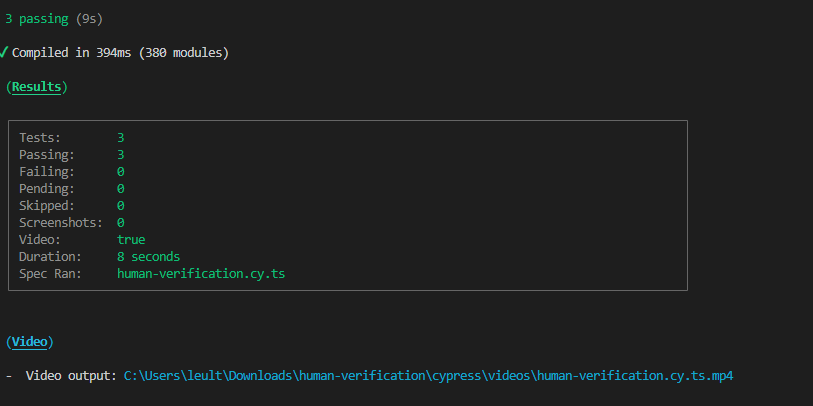 3 passing (9s)
✓ Compiled in 394ms (380 modules)
(Results)
Tests: 3
Passing: 3
Failing: 0
Pending: 0
Skipped: 0
Screenshots: 0
Video: true
Duration: 8 seconds
Spec Ran: human-verification.cy.ts
(Video)
- Video output: C:\Users\leult\Downloads\human-verification\cypress\videos\human-verification.cy.ts.mp4